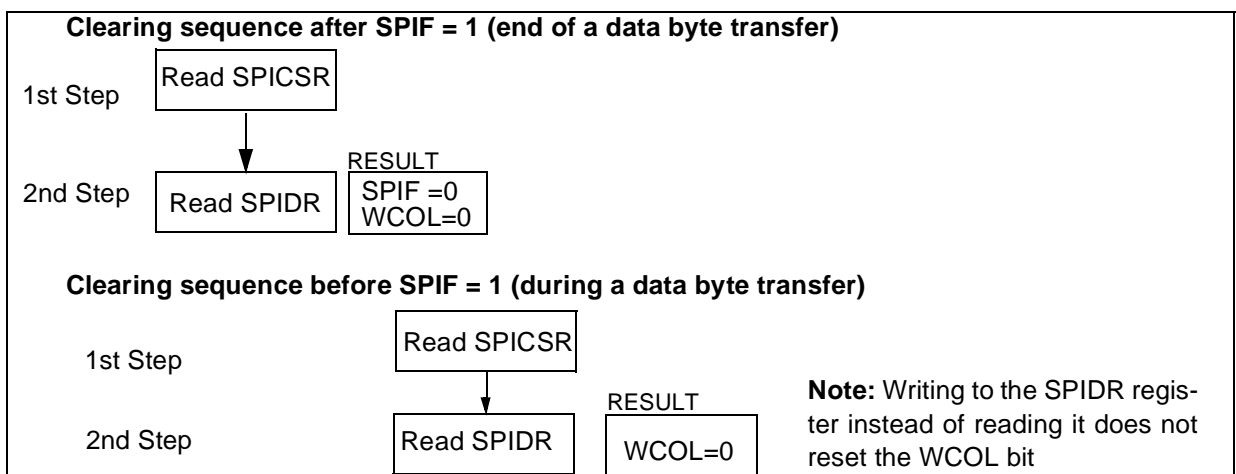 Clearing sequence after SPIF = 1 (end of a data byte transfer)
1st Step
Read SPICSR
2nd Step
Read SPIDR
RESULT
SPIF =0
WCOL=0
Clearing sequence before SPIF = 1 (during a data byte transfer)
1st Step
Read SPICSR
2nd Step
Read SPIDR
RESULT
WCOL=0
Note: Writing to the SPIDR regis-
ter instead of reading it does not
reset the WCOL bit